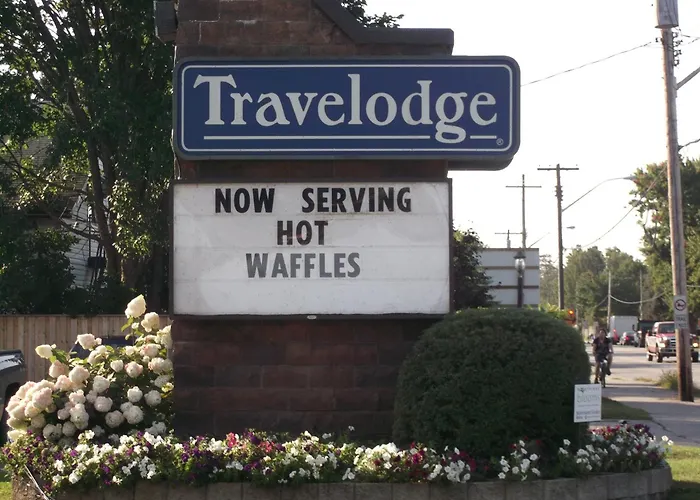 Travelodge®
NOW SERVING
HOT
WAFFLES